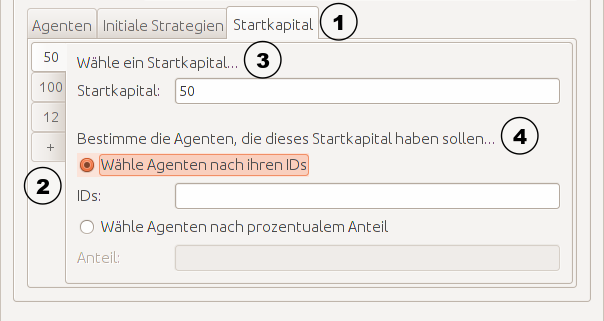 Agenten Initiale Strategien Startkapital 1
50
Wähle ein Startkapital... 3
100
Startkapital: 50
12
Bestimme die Agenten, die dieses Startkapital haben sollen... 4
+
Wähle Agenten nach ihren IDs
2
IDs:
Wähle Agenten nach prozentualem Anteil
Anteil: